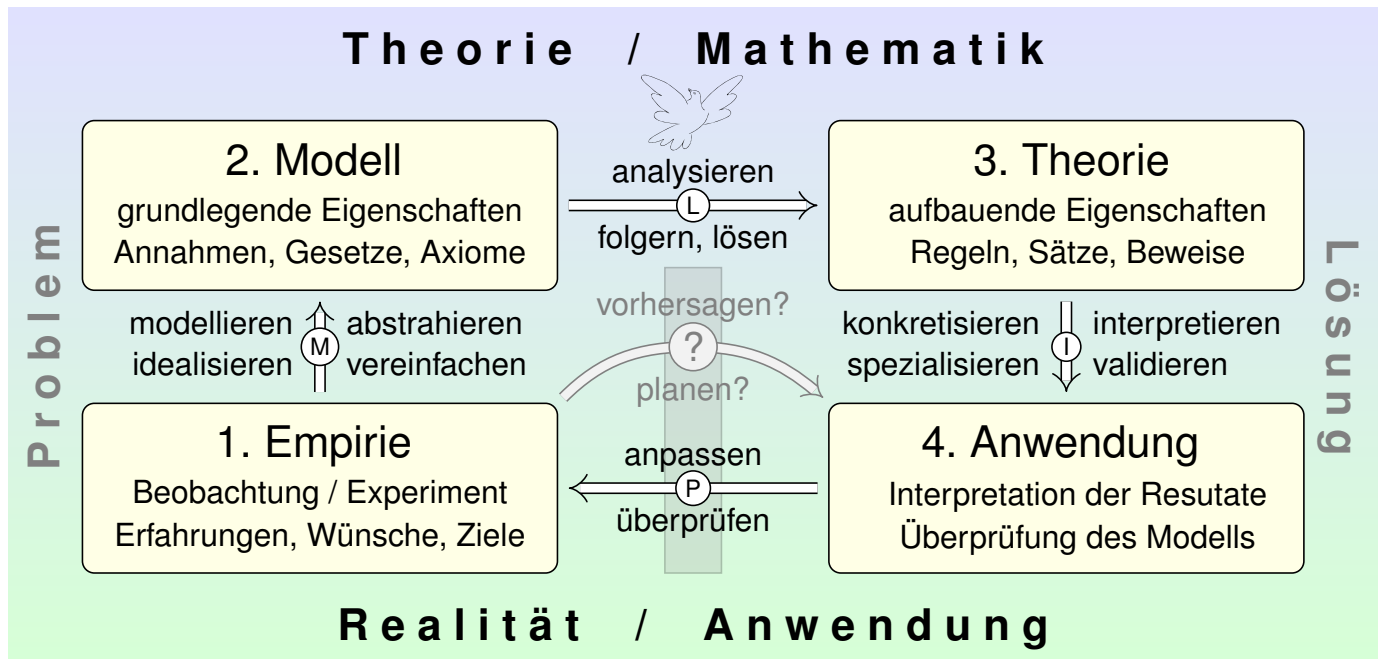 Theorie / Mathematik
Problem
2. Modell
grundlegende Eigenschaften
Annahmen, Gesetze, Axiome
analysieren
L
folgern, lösen
3. Theorie
aufbauende Eigenschaften
Regeln, Sätze, Beweise
Lösung
modellieren M abstrahieren
idealisieren vereinfachen
vorhersagen?
?
planen?
konkretisieren I interpretieren
spezialisieren validieren
1. Empirie
Beobachtung / Experiment
Erfahrungen, Wünsche, Ziele
anpassen
P
überprüfen
4. Anwendung
Interpretation der Resutate
Überprüfung des Modells
Realität / Anwendung